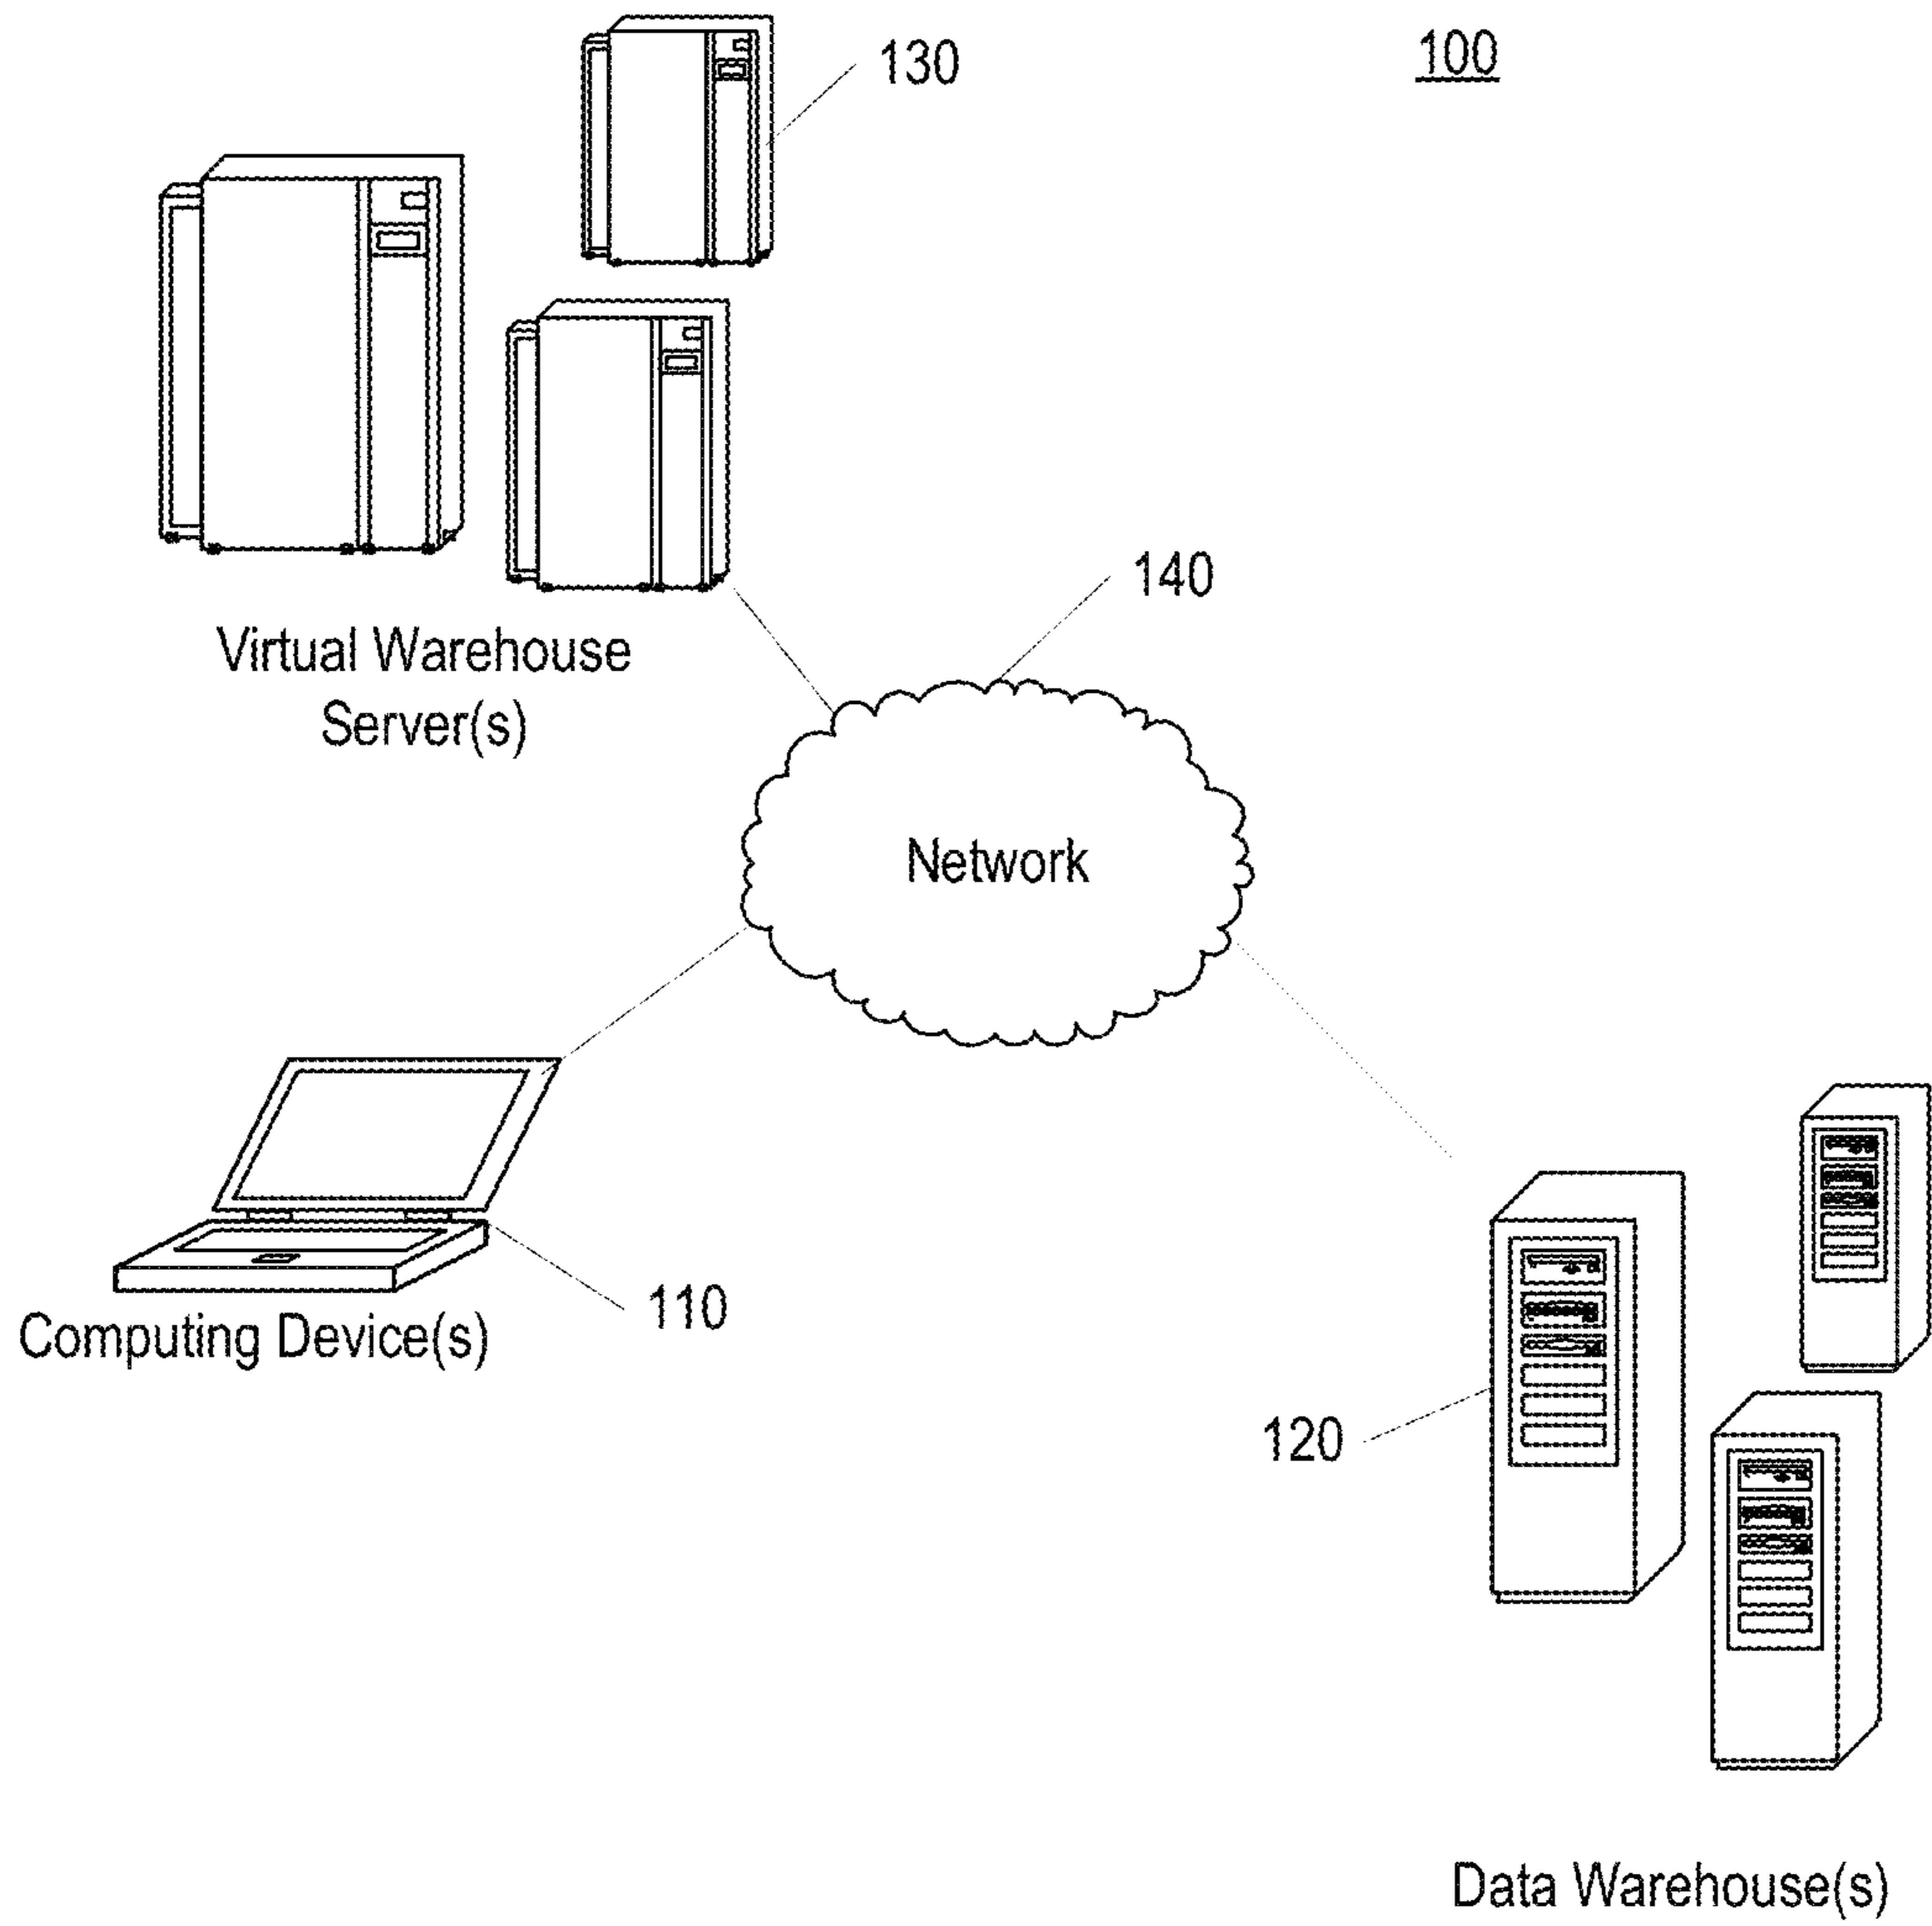 130
100
140
Virtual Warehouse
Server(s)
Network
110
Computing Device(s)
120
Data Warehouse(s)